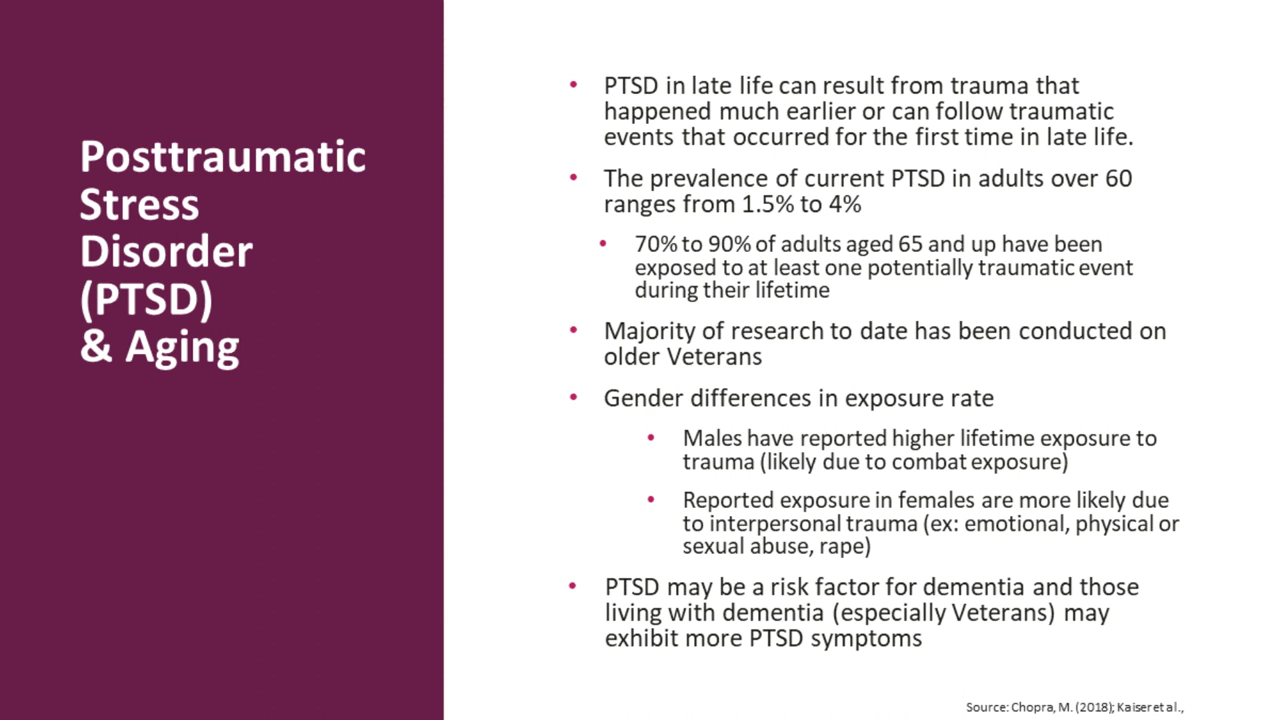 Posttraumatic
Stress
Disorder
(PTSD)
& Aging
• PTSD in late life can result from trauma that
happened much earlier or can follow traumatic
events that occurred for the first time in late life.
• The prevalence of current PTSD in adults over 60
ranges from 1.5% to 4%
• 70% to 90% of adults aged 65 and up have been
exposed to at least one potentially traumatic event
during their lifetime
• Majority of research to date has been conducted on
older Veterans
• Gender differences in exposure rate
• Males have reported higher lifetime exposure to
trauma (likely due to combat exposure)
• Reported exposure in females are more likely due
to interpersonal trauma (ex: emotional, physical or
sexual abuse, rape)
• PTSD may be a risk factor for dementia and those
living with dementia (especially Veterans) may
exhibit more PTSD symptoms
Source: Chopra, M. (2018); Kaiser et al.,